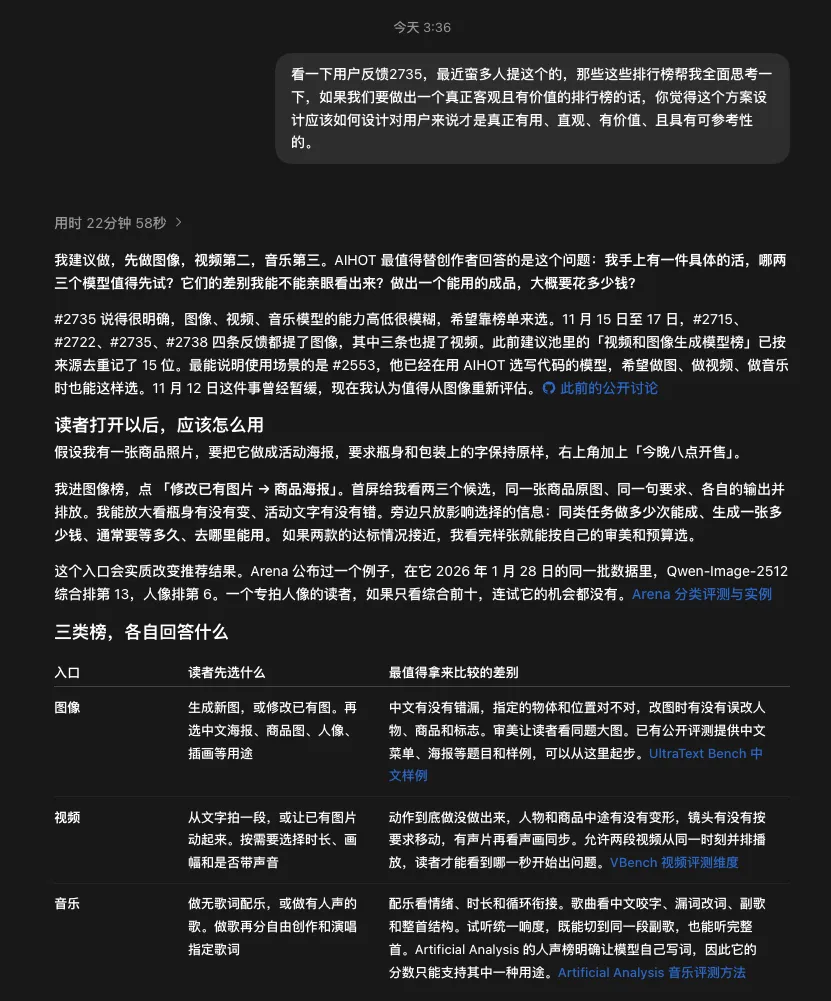 今天 3:36
看一下用户反馈2735，最近蛮多人提这个的，那些这些排行榜帮我全面思考一
下，如果我们要做出一个真正客观且有价值的排行榜的话，你觉得这个方案设
计应该如何设计对用户来说才是真正有用、直观、有价值、且具有可参考性
的。
用时 22分钟 58秒
我建议做，先做图像，视频第二，音乐第三。AIHOT 最值得替创作者回答的是这个问题：我手上有一件具体的活，哪两
三个模型值得先试？它们的差别我能不能亲眼看出来？做出一个能用的成品，大概要花多少钱？
#2735 说得很明确，图像、视频、音乐模型的能力高低很模糊，希望靠榜单来选。11 月 15 日至 17 日，#2715、
#2722、#2735、#2738 四条反馈都提了图像，其中三条也提了视频。此前建议池里的「视频和图像生成模型榜」已按
来源去重记了 15 位。最能说明使用场景的是 #2553，他已经在用 AIHOT 选写代码的模型，希望做图、做视频、做音乐
时也能这样选。11 月 12 日这件事曾经暂缓，现在我认为值得从图像重新评估。 此前的公开讨论
读者打开以后，应该怎么用
假设我有一张商品照片，要把它做成活动海报，要求瓶身和包装上的字保持原样，右上角加上「今晚八点开售」。
我进图像榜，点「修改已有图片 → 商品海报」。首屏给我看两三个候选，同一张商品原图、同一句要求、各自的输出并
排放。我能放大看瓶身有没有变、活动文字有没有错。旁边只放影响选择的信息：同类任务做多少次能成、生成一张多
少钱、通常要等多久、去哪里能用。 如果两款的达标情况接近，我看完样张就能按自己的审美和预算选。
这个入口会实质改变推荐结果。Arena 公布过一个例子，在它 2026 年 1 月 28 日的同一批数据里，Qwen-Image-2512
综合排第 13，人像排第 6。一个专拍人像的读者，如果只看综合前十，连试它的机会都没有。Arena 分类评测与实例
三类榜，各自回答什么
入口 读者先选什么 最值得拿来比较的差别
图像 生成新图，或修改已有图。再 中文有没有错漏，指定的物体和位置对不对，改图时有没有误改人
选中文海报、商品图、人像、 物、商品和标志。审美让读者看同题大图。已有公开评测提供中文
插画等用途 菜单、海报等题目和样例，可以从这里起步。UltraText Bench 中
文样例
视频 从文字拍一段，或让已有图片 动作到底做没做出来，人物和商品中途有没有变形，镜头有没有按
动起来。按需要选择时长、画 要求移动，有声片再看声画同步。允许两段视频从同一时刻并排播
幅和是否带声音 放，读者才能看到哪一秒开始出问题。VBench 视频评测维度
音乐 做无歌词配乐，或做有人声的 配乐看情绪、时长和循环衔接。歌曲看中文咬字、漏词改词、副歌
歌。做歌再分自由创作和演唱 和整首结构。试听统一响度，既能切到同一段副歌，也能听完整
指定歌词 首。Artificial Analysis 的人声榜明确让模型自己写词，因此它的
分数只能支持其中一种用途。Artificial Analysis 音乐评测方法